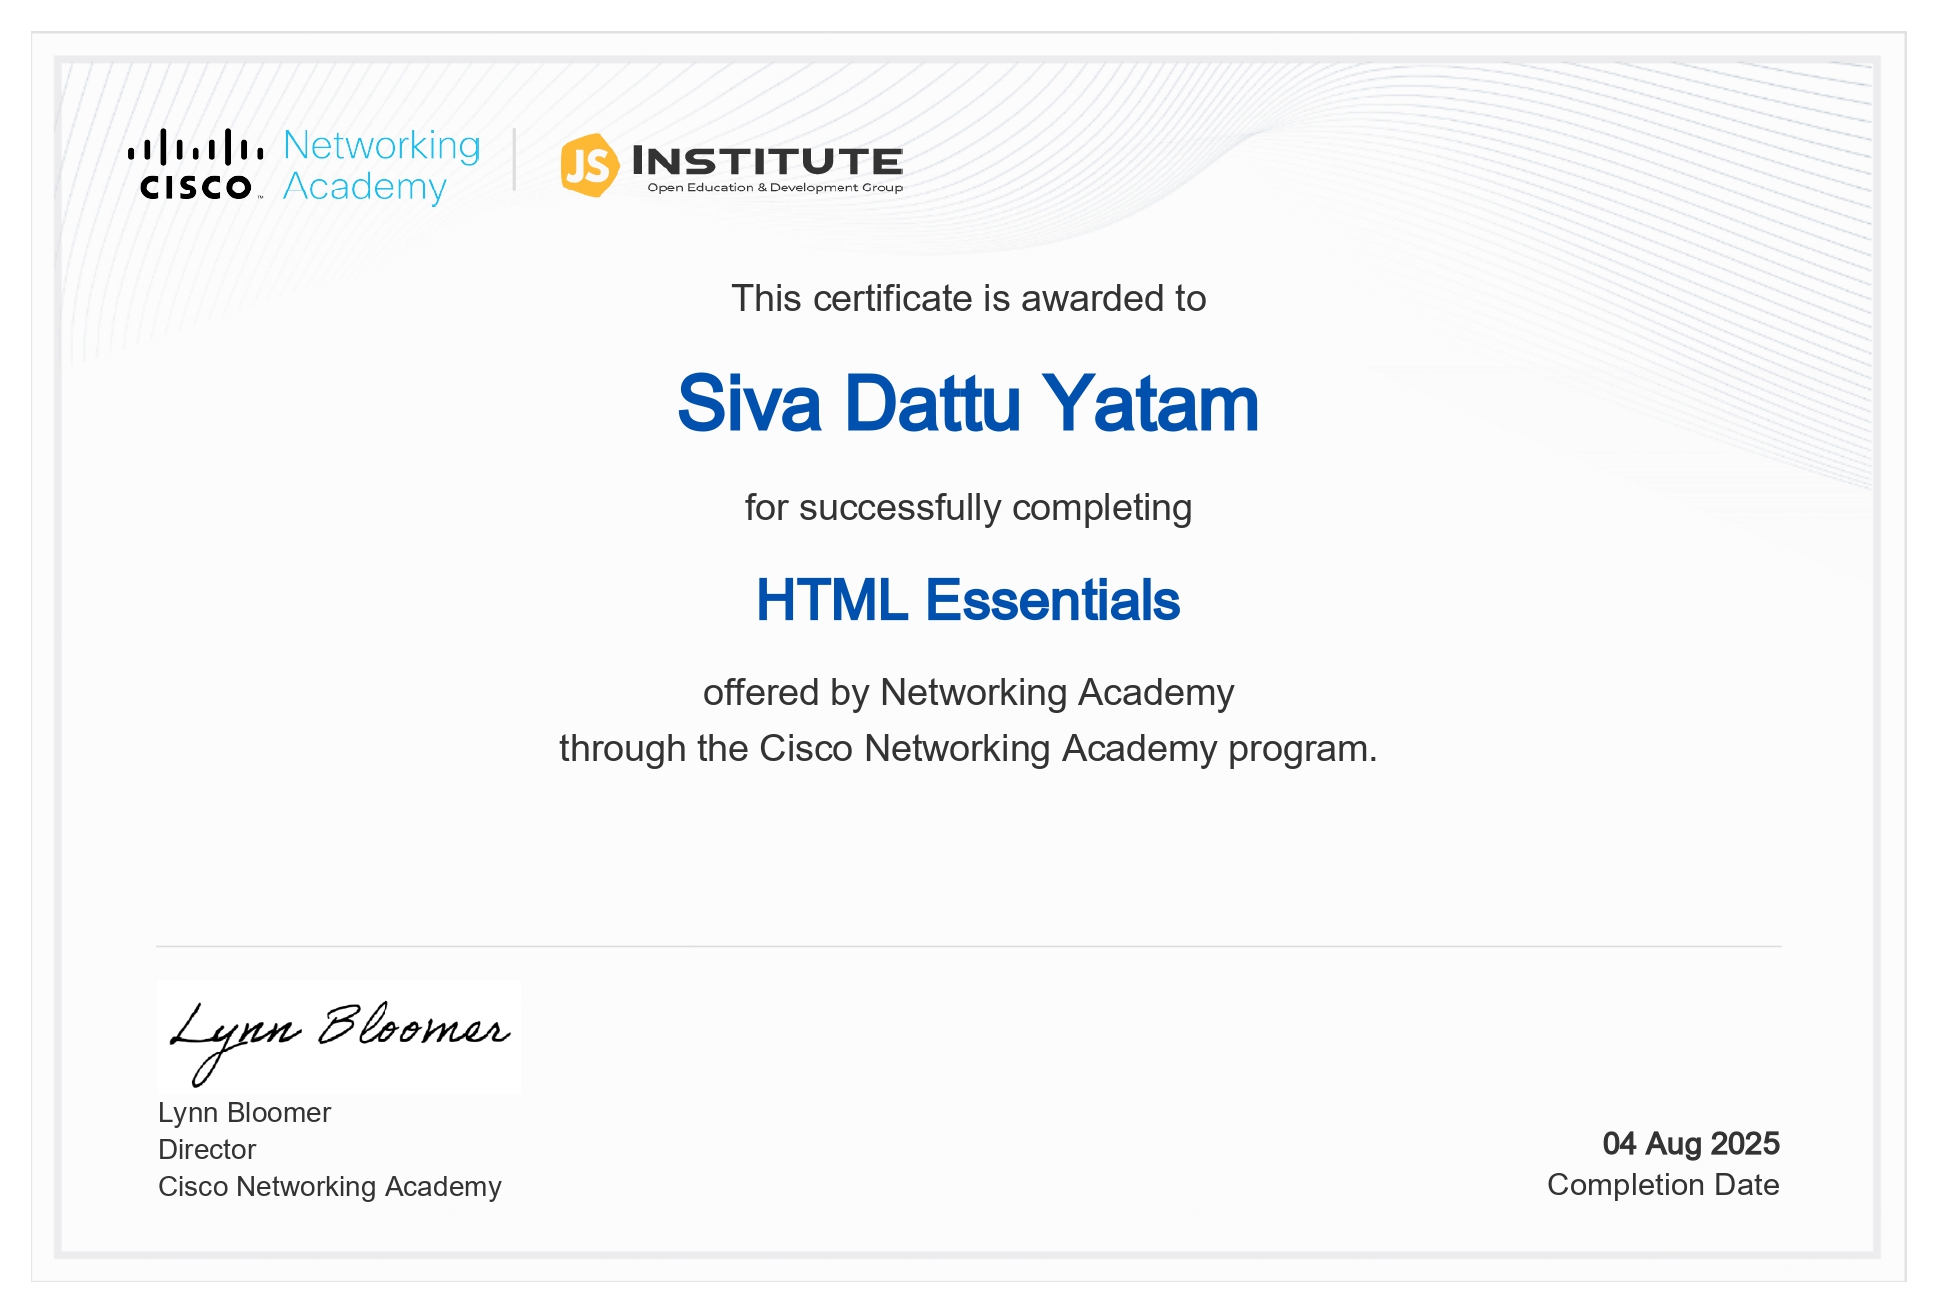 CISCO™
Networking
Academy
JS INSTITUTE
Open Education & Development Group
This certificate is awarded to
Siva Dattu Yatam
for successfully completing
HTML Essentials
offered by Networking Academy
through the Cisco Networking Academy program.
Lynn Bloomer
Lynn Bloomer
Director
Cisco Networking Academy
04 Aug 2025
Completion Date